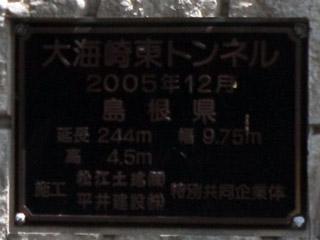 大海崎東トンネル
2005年12月
島根県
延長 244m 幅 9.75m
高 4.5m
施工 松江土建㈱ 特別共同企業体
平井建設㈱